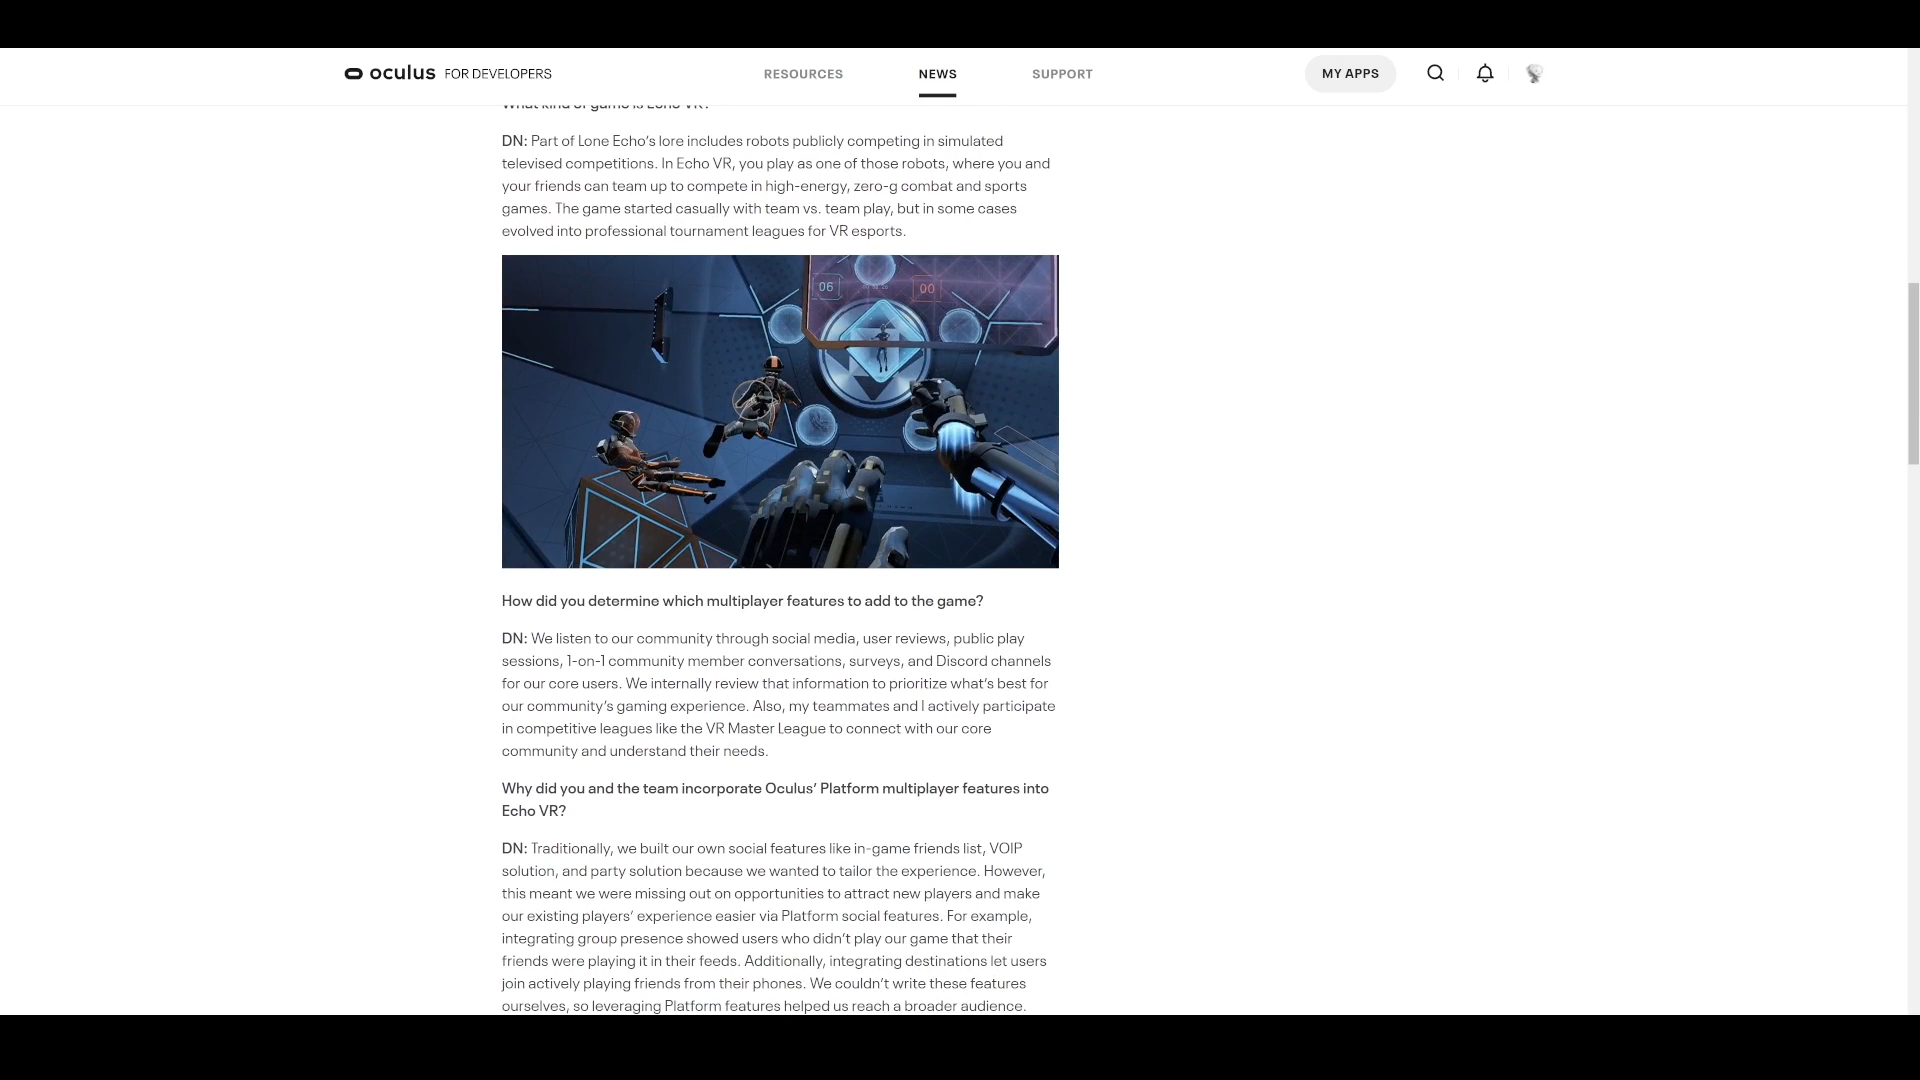 oculus FOR DEVELOPERS
RESOURCES
NEWS
SUPPORT
MY APPS
What kind of game is Echo VR?
DN: Part of Lone Echo’s lore includes robots publicly competing in simulated
televised competitions. In Echo VR, you play as one of those robots, where you and
your friends can team up to compete in high-energy, zero-g combat and sports
games. The game started casually with team vs. team play, but in some cases
evolved into professional tournament leagues for VR esports.
06
00
How did you determine which multiplayer features to add to the game?
DN: We listen to our community through social media, user reviews, public play
sessions, 1-on-1 community member conversations, surveys, and Discord channels
for our core users. We internally review that information to prioritize what’s best for
our community’s gaming experience. Also, my teammates and I actively participate
in competitive leagues like the VR Master League to connect with our core
community and understand their needs.
Why did you and the team incorporate Oculus’ Platform multiplayer features into
Echo VR?
DN: Traditionally, we built our own social features like in-game friends list, VOIP
solution, and party solution because we wanted to tailor the experience. However,
this meant we were missing out on opportunities to attract new players and make
our existing players’ experience easier via Platform social features. For example,
integrating group presence showed users who didn’t play our game that their
friends were playing it in their feeds. Additionally, integrating destinations let users
join actively playing friends from their phones. We couldn’t write these features
ourselves, so leveraging Platform features helped us reach a broader audience.